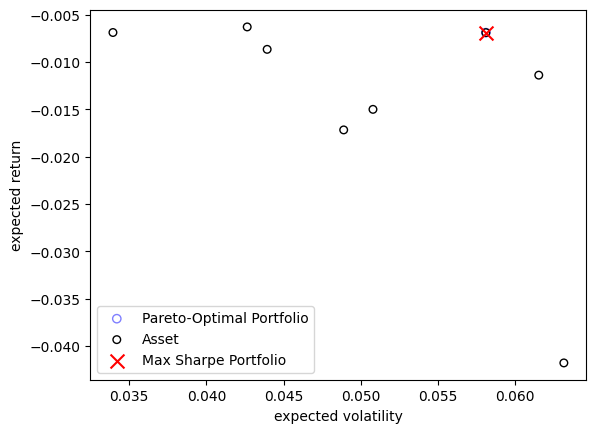 −0.005
−0.010
−0.015
−0.020
−0.025
−0.030
−0.035
−0.040
expected return
Pareto-Optimal Portfolio
Asset
Max Sharpe Portfolio
0.035 0.040 0.045 0.050 0.055 0.060
expected volatility